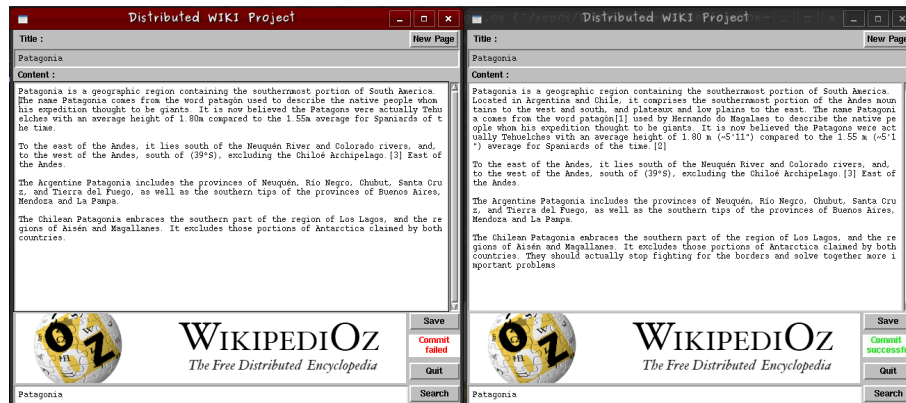 Distributed WIKI Project
Title :
New Page
Patagonia
Content :
Patagonia is a geographic region containing the southernmost portion of South America.
The name Patagonia comes from the word patagón used to describe the native people whom
his expedition thought to be giants. It is now believed the Patagons were actually Tehu
elches with an average height of 1.80m compared to the 1.55m average for Spaniards of t
he time.
To the east of the Andes, it lies south of the Neuquén River and Colorado rivers, and,
to the west of the Andes, south of (39°S), excluding the Chiloé Archipelago.[3] East of
the Andes.
The Argentine Patagonia includes the provinces of Neuquén, Río Negro, Chubut, Santa Cru
z, and Tierra del Fuego, as well as the southern tips of the provinces of Buenos Aires,
Mendoza and La Pampa.
The Chilean Patagonia embraces the southern part of the region of Los Lagos, and the re
gions of Aisén and Magallanes. It excludes those portions of Antarctica claimed by both
countries.
OZ
WIKIPEDIOZ
The Free Distributed Encyclopedia
Save
Commit
failed
Quit
Patagonia
Search
Distributed WIKI Project
Title :
New Page
Patagonia
Content :
Patagonia is a geographic region containing the southernmost portion of South America.
Located in Argentina and Chile, it comprises the southernmost portion of the Andes moun
tains to the west and south, and plateaux and low plains to the east. The name Patagoni
a comes from the word patagón[1] used by Hernando do Magalaes to describe the native pe
ople whom his expedition thought to be giants. It is now believed the Patagons were act
ually Tehuelches with an average height of 1.80 m (~5'11") compared to the 1.55 m (~5'1
") average for Spaniards of the time.[2]
To the east of the Andes, it lies south of the Neuquén River and Colorado rivers, and,
to the west of the Andes, south of (39°S), excluding the Chiloé Archipelago.[3] East of
the Andes.
The Argentine Patagonia includes the provinces of Neuquén, Río Negro, Chubut, Santa Cru
z, and Tierra del Fuego, as well as the southern tips of the provinces of Buenos Aires,
Mendoza and La Pampa.
The Chilean Patagonia embraces the southern part of the region of Los Lagos, and the re
gions of Aisén and Magallanes. It excludes those portions of Antarctica claimed by both
countries. They should actually stop fighting for the borders and solve together more i
mportant problems
OZ
WIKIPEDIOZ
The Free Distributed Encyclopedia
Save
Commit
successfu
Quit
Patagonia
Search